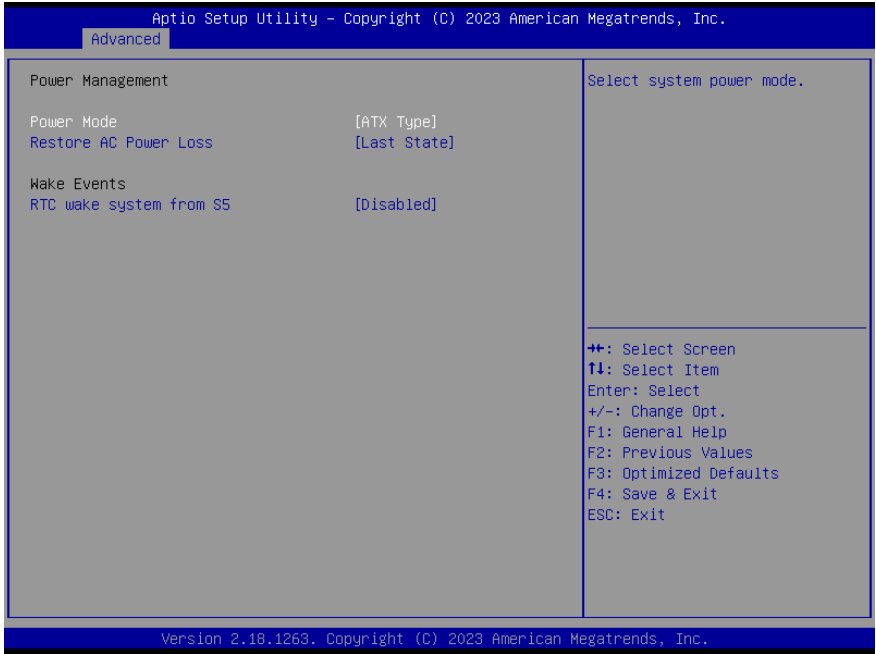 Aptio Setup Utility – Copyright (C) 2023 American Megatrends, Inc.
Advanced
Power Management
Power Mode [ATX Type]
Restore AC Power Loss [Last State]
Wake Events
RTC wake system from S5 [Disabled]
Select system power mode.
→←: Select Screen
↑↓: Select Item
Enter: Select
+/-: Change Opt.
F1: General Help
F2: Previous Values
F3: Optimized Defaults
F4: Save & Exit
ESC: Exit
Version 2.18.1263. Copyright (C) 2023 American Megatrends, Inc.